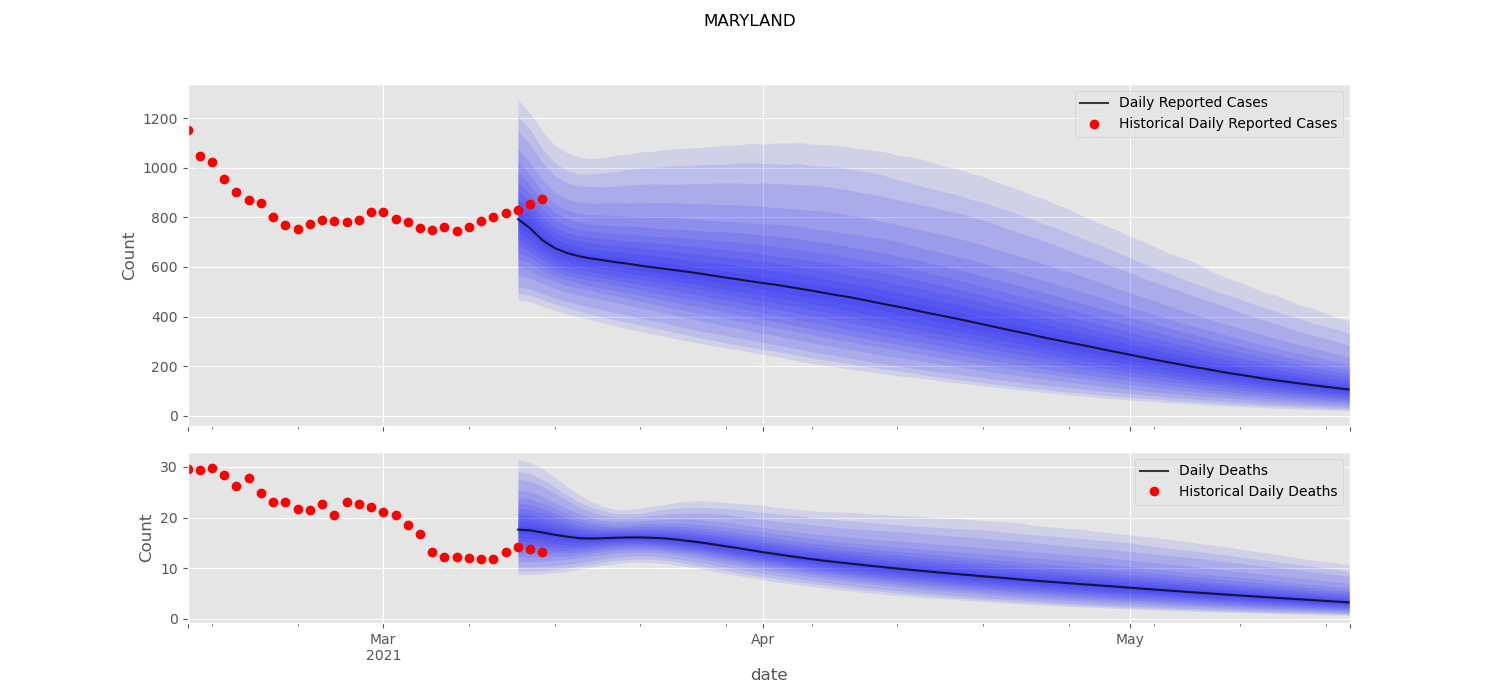 MARYLAND
Count
1200
1000
800
600
400
200
0
Daily Reported Cases
Historical Daily Reported Cases
Count
30
20
10
0
Daily Deaths
Historical Daily Deaths
Mar
2021
Apr
May
date